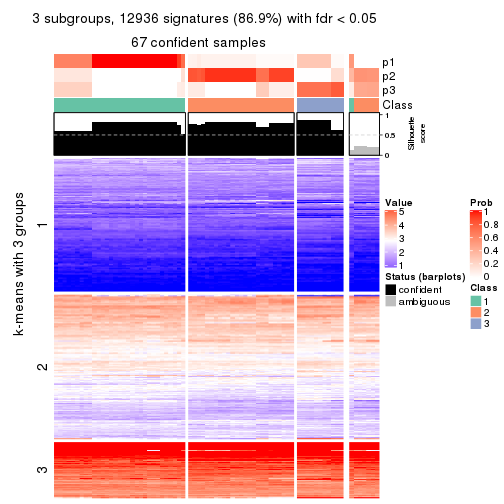 3 subgroups, 12936 signatures (86.9%) with fdr < 0.05
67 confident samples
p1
p2
p3
Class
1
0.5
0
Silhouette
score
k-means with 3 groups
1
2
3
Value
5
4
3
2
1
Status (barplots)
confident
ambiguous
Prob
1
0.8
0.6
0.4
0.2
0
Class
1
2
3